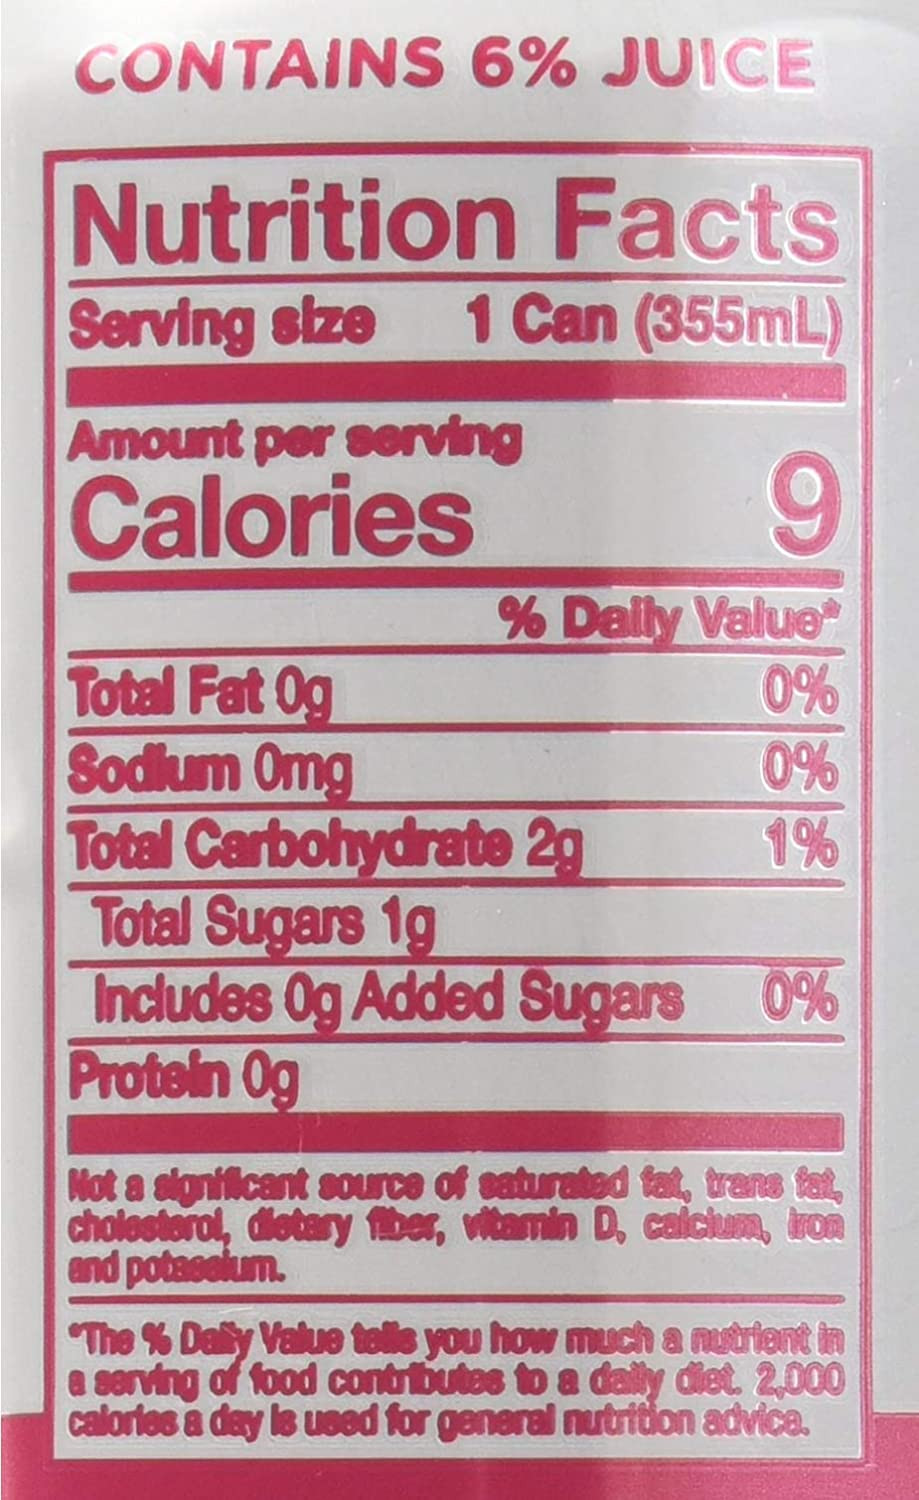 CONTAINS 6% JUICE
Nutrition Facts
Serving size 1 Can (355mL)
Amount per serving
Calories 9
% Daily Value*
Total Fat 0g 0%
Sodium 0mg 0%
Total Carbohydrate 2g 1%
Total Sugars 1g
Includes 0g Added Sugars 0%
Protein 0g
Not a significant source of saturated fat, trans fat,
cholesterol, dietary fiber, vitamin D, calcium, iron
and potassium.
*The % Daily Value tells you how much a nutrient in
a serving of food contributes to a daily diet. 2,000
calories a day is used for general nutrition advice.